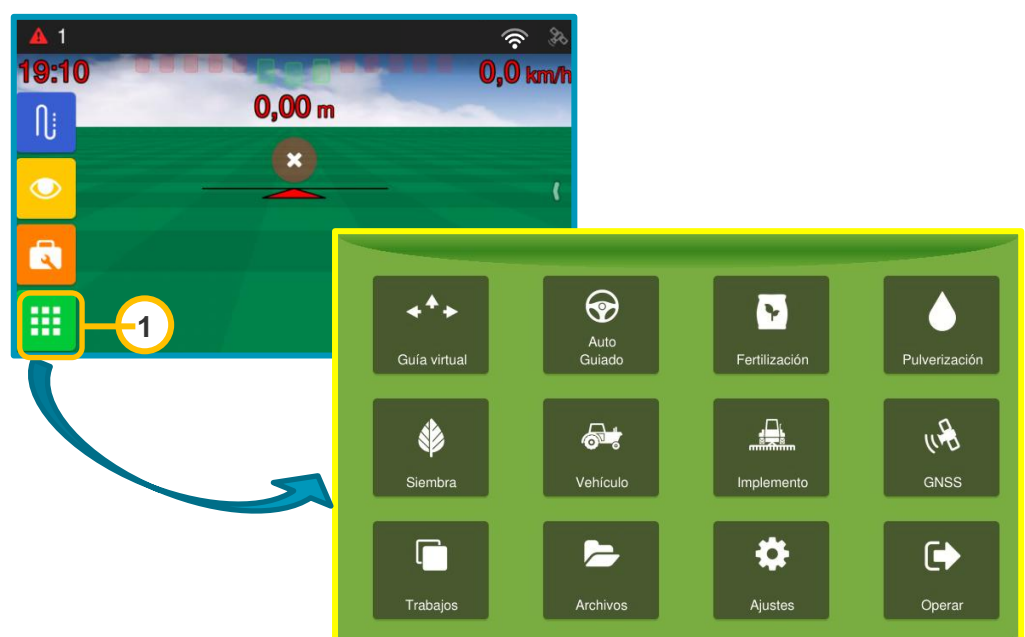 1
19:10
0,0 km/h
0,00 m
1
Guía virtual
Auto
Guiado
Fertilización
Pulverización
Siembra
Vehículo
Implemento
GNSS
Trabajos
Archivos
Ajustes
Operar